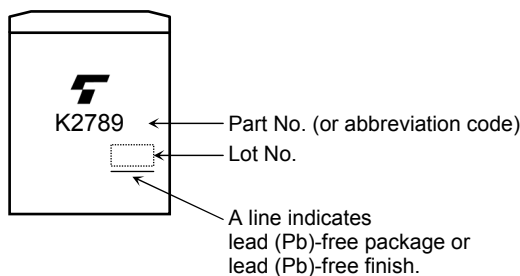 K2789
Part No. (or abbreviation code)
Lot No.
A line indicates
lead (Pb)-free package or
lead (Pb)-free finish.